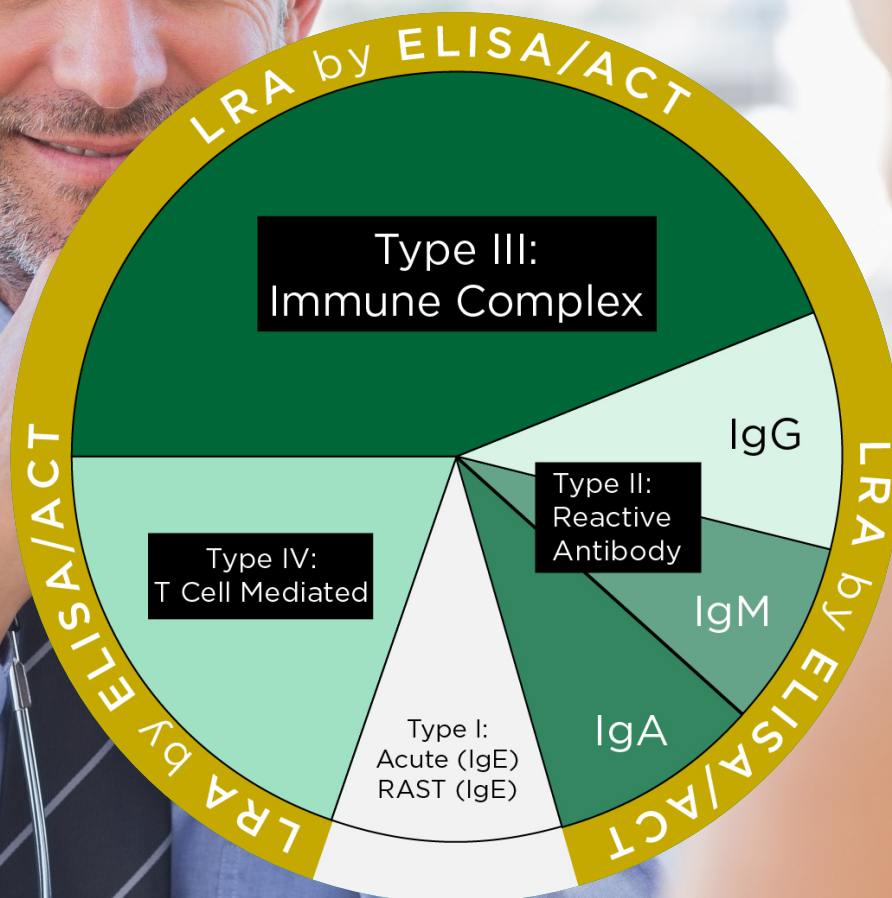 LRA by ELISA/ACT
Type III:
Immune Complex
IgG
Type II:
Reactive
Antibody
IgM
IgA
Type IV:
T Cell Mediated
Type I:
Acute (IgE)
RAST (IgE)
LRA by ELISA/ACT
LRA by ELISA/ACT